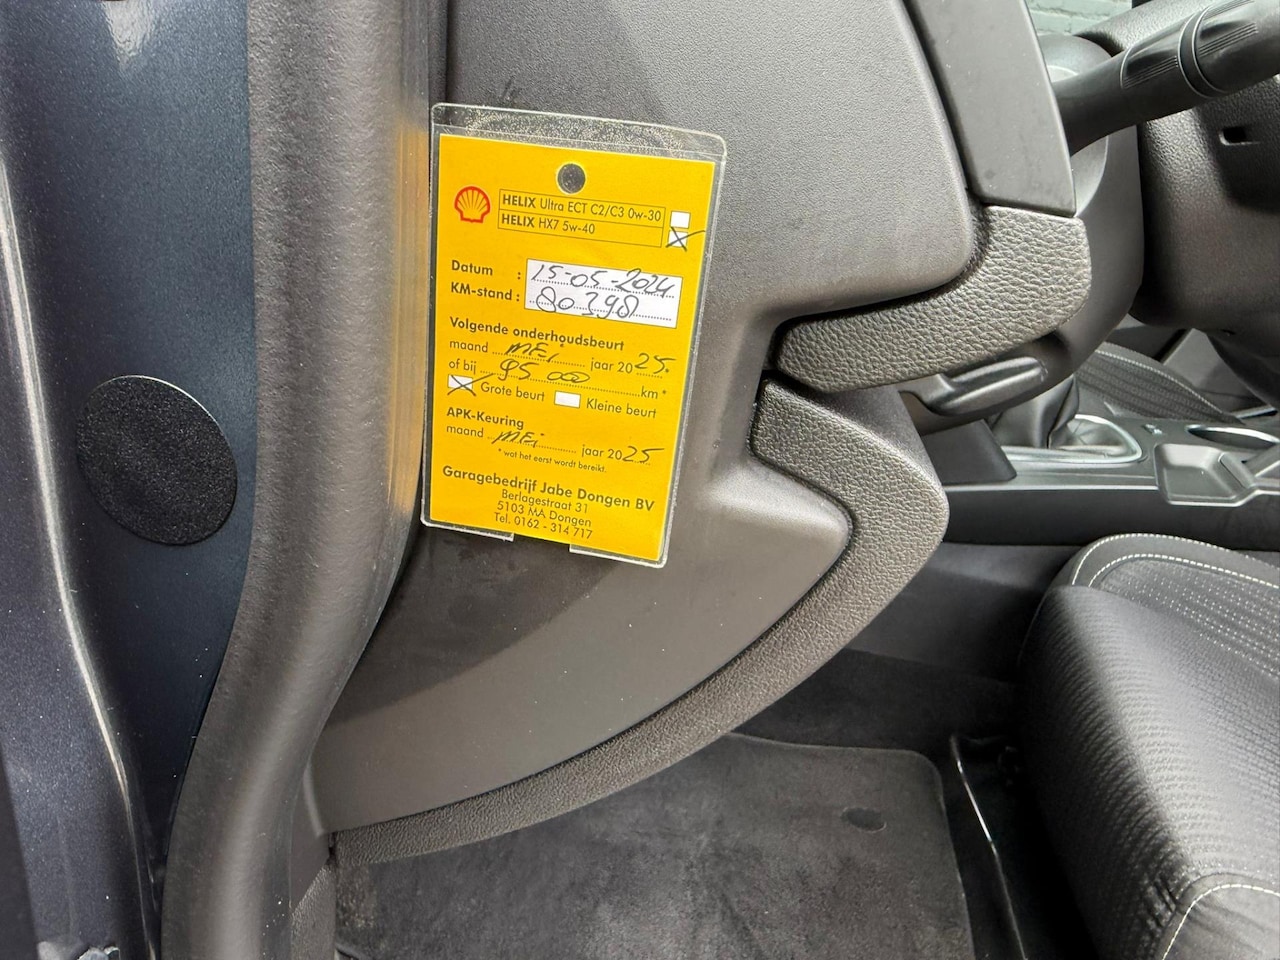 HELIX Ultra ECT C2/C3 0w-30
HELIX HX7 5w-40
Datum : 15-05-2024
KM-stand : 80398
Volgende onderhoudsbeurt
maand MEi jaar 2025.
of bij 95 000 km *
Grote beurt Kleine beurt
APK-Keuring
maand MEi jaar 2025
* wat het eerst wordt bereikt.
Garagebedrijf Jabe Dongen BV
Berlagestraat 31
5103 MA Dongen
Tel. 0162 - 314 717